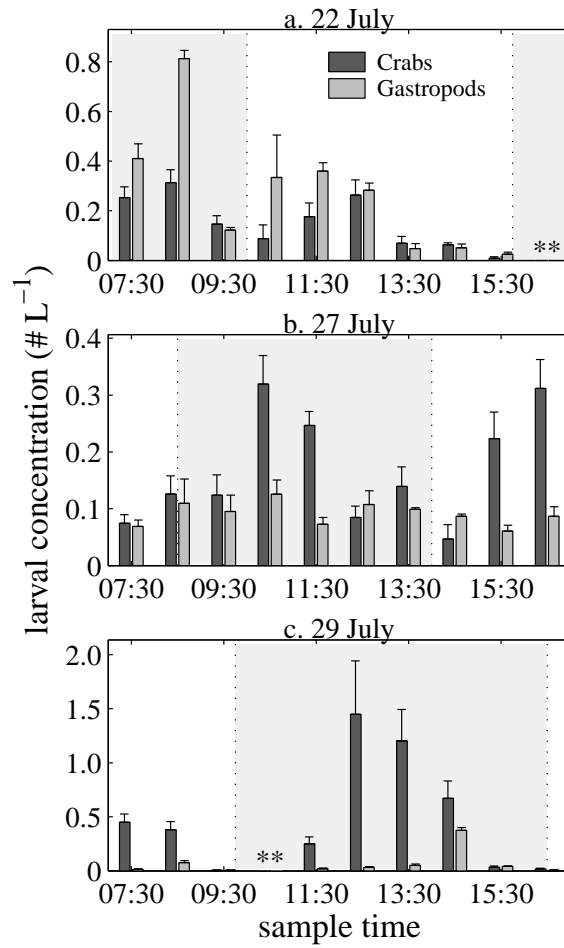 a. 22 July
Crabs
Gastropods
0.8
0.6
0.4
0.2
0
**
07:30 09:30 11:30 13:30 15:30
b. 27 July
0.4
0.3
0.2
0.1
0
07:30 09:30 11:30 13:30 15:30
c. 29 July
2.0
1.5
1.0
0.5
0
**
07:30 09:30 11:30 13:30 15:30
sample time
larval concentration (# L⁻¹)